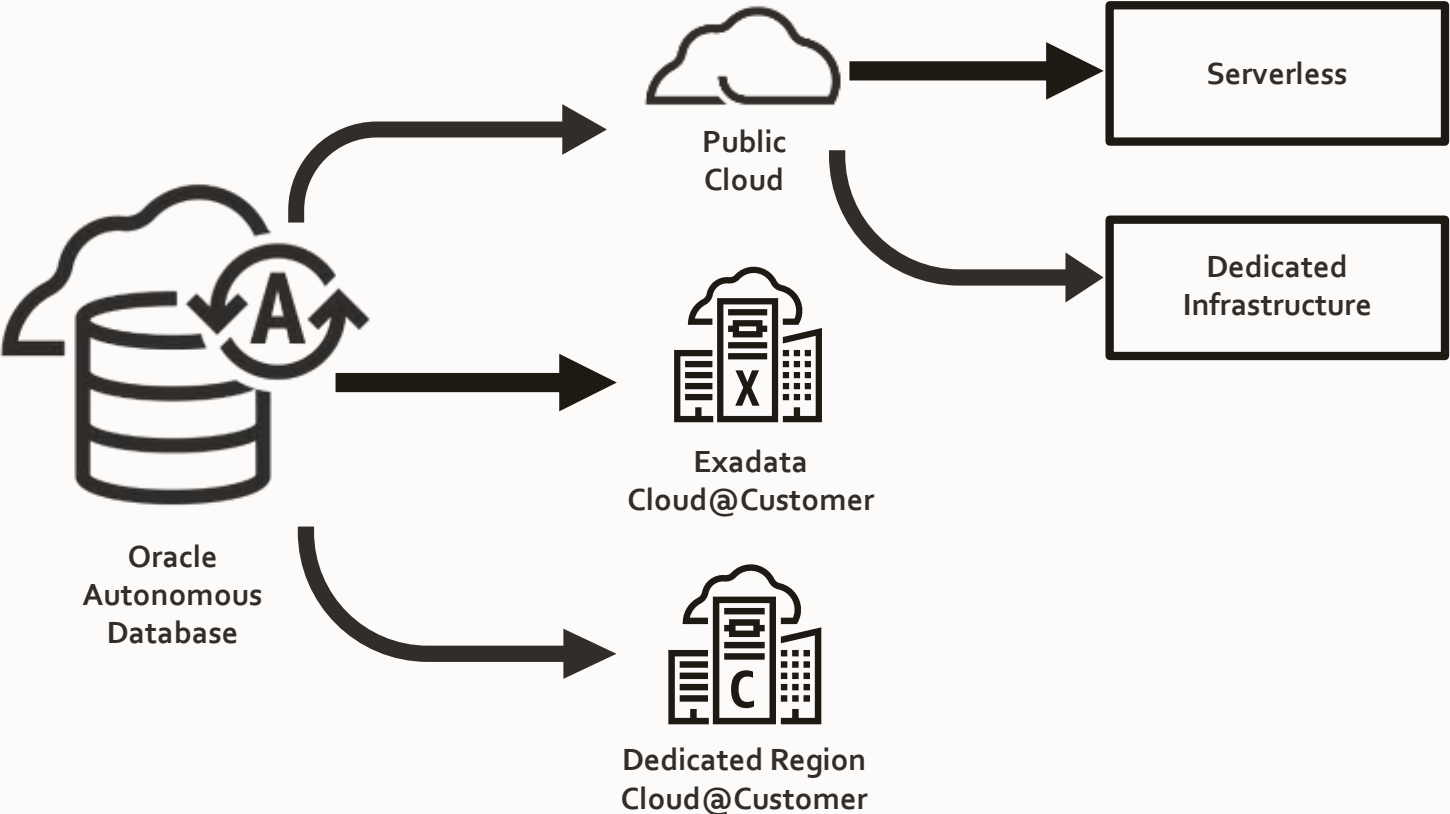 Serverless
Public
Cloud
Dedicated
Infrastructure
A
X
Exadata
Cloud@Customer
Oracle
Autonomous
Database
C
Dedicated Region
Cloud@Customer